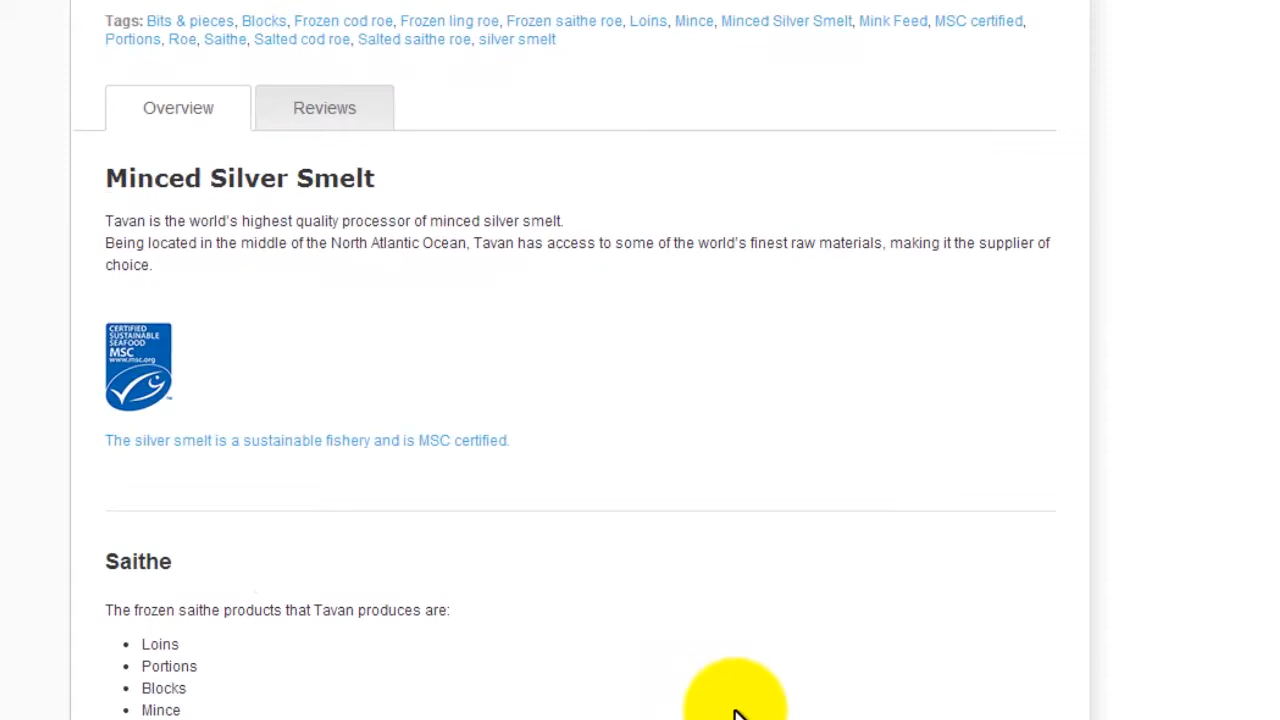 Tags: Bits & pieces, Blocks, Frozen cod roe, Frozen ling roe, Frozen saithe roe, Loins, Mince, Minced Silver Smelt, Mink Feed, MSC certified,
Portions, Roe, Saithe, Salted cod roe, Salted saithe roe, silver smelt
Overview
Reviews
Minced Silver Smelt
Tavan is the world's highest quality processor of minced silver smelt.
Being located in the middle of the North Atlantic Ocean, Tavan has access to some of the world's finest raw materials, making it the supplier of
choice.
CERTIFIED
SUSTAINABLE
SEAFOOD
MSC
www.msc.org
™
The silver smelt is a sustainable fishery and is MSC certified.
Saithe
The frozen saithe products that Tavan produces are:
• Loins
• Portions
• Blocks
• Mince